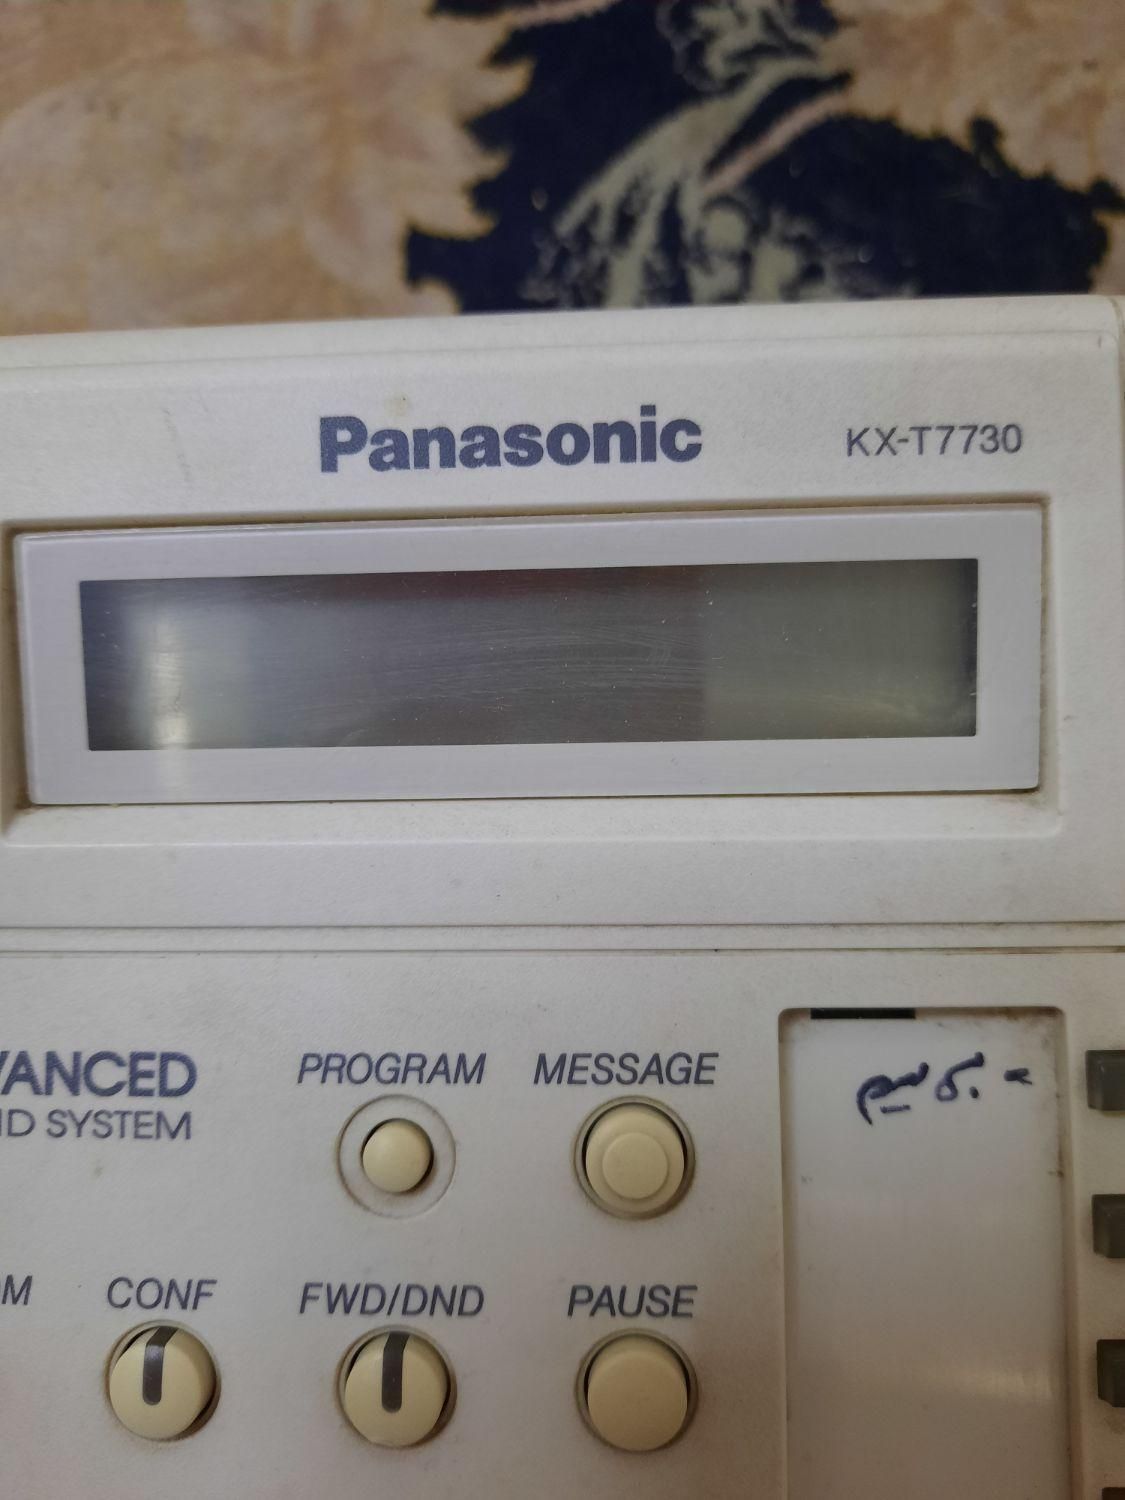 Panasonic
KX-T7730
VANCED
ID SYSTEM
PROGRAM
MESSAGE
CONF
FWD/DND
PAUSE